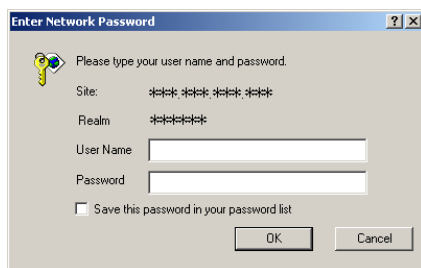 Enter Network Password
Please type your user name and password.
Site: ***.***.***.***
Realm ******
User Name
Password
Save this password in your password list
OK Cancel